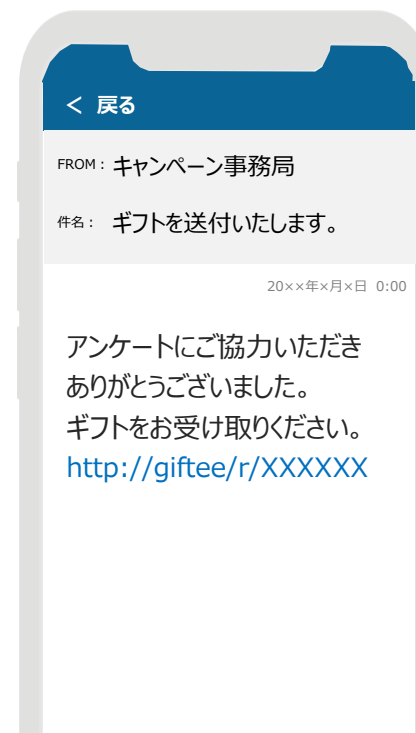 < 戻る
FROM：キャンペーン事務局
件名：ギフトを送付いたします。
20××年×月×日 0:00
アンケートにご協力いただき
ありがとうございました。
ギフトをお受け取りください。
http://giftee/r/XXXXXX